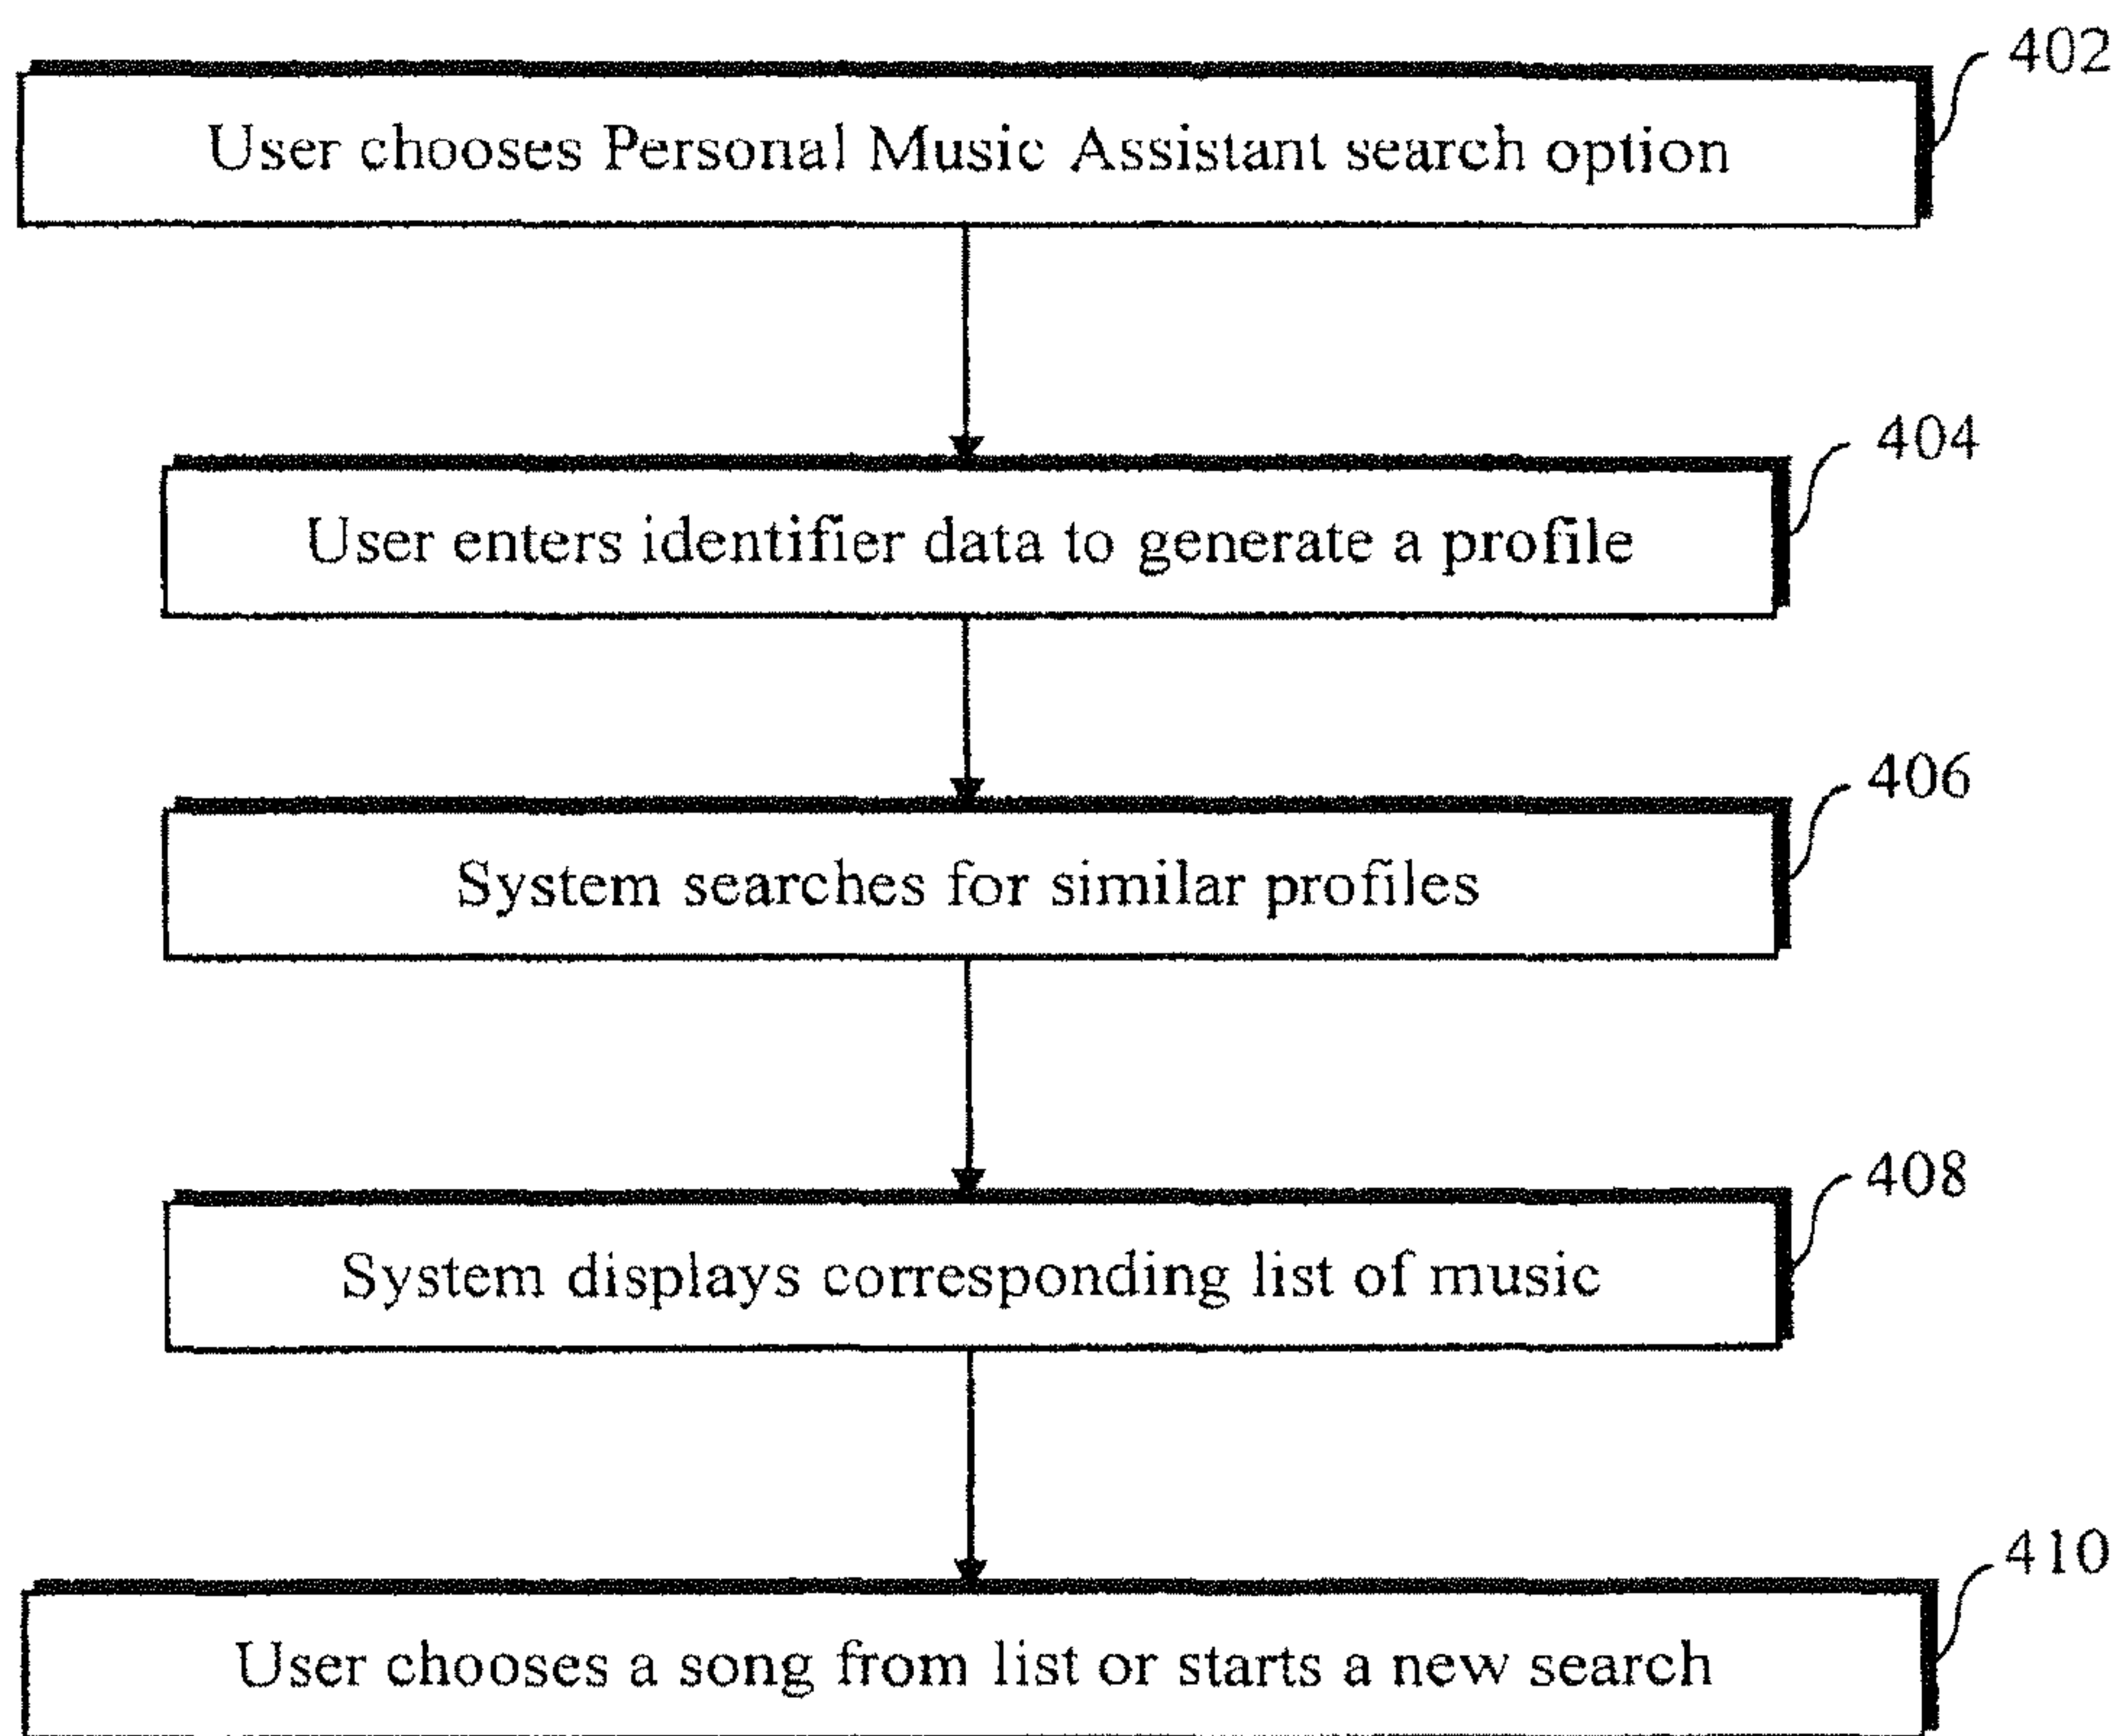 402
User chooses Personal Music Assistant search option
404
User enters identifier data to generate a profile
406
System searches for similar profiles
408
System displays corresponding list of music
410
User chooses a song from list or starts a new search